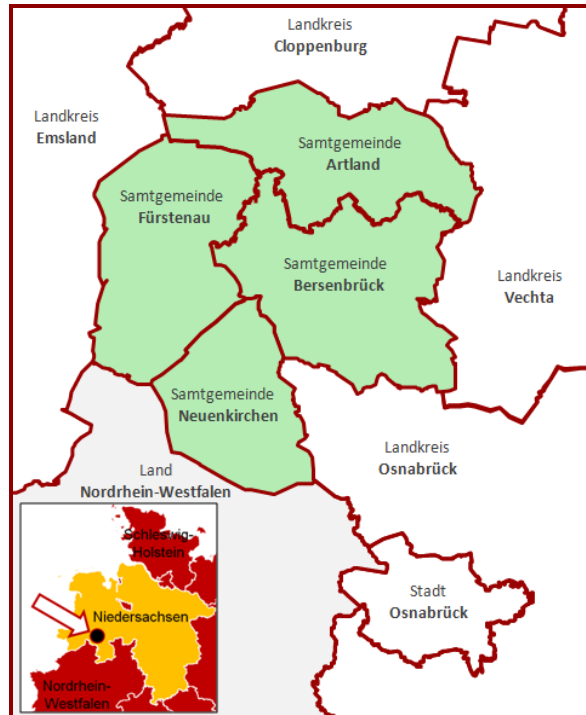 Landkreis
Cloppenburg
Landkreis
Emsland
Samtgemeinde
Artland
Samtgemeinde
Fürstenau
Samtgemeinde
Bersenbrück
Landkreis
Vechta
Samtgemeinde
Neuenkirchen
Landkreis
Osnabrück
Land
Nordrhein-Westfalen
Schleswig-
Holstein
Niedersachsen
Nordrhein-
Westfalen
Stadt
Osnabrück